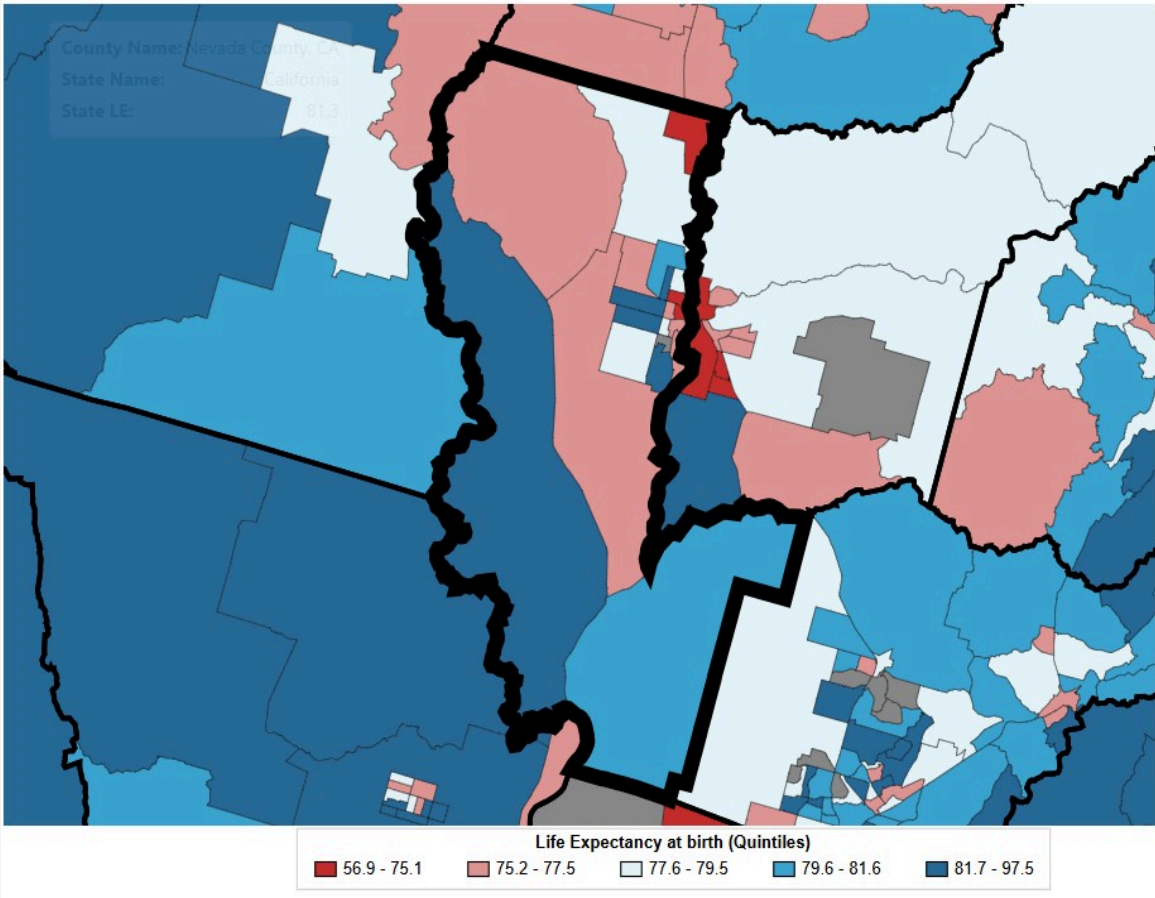 County Name: Nevada County, CA
State Name: California
State LE: 81.3
Life Expectancy at birth (Quintiles)
56.9 - 75.1 75.2 - 77.5 77.6 - 79.5 79.6 - 81.6 81.7 - 97.5